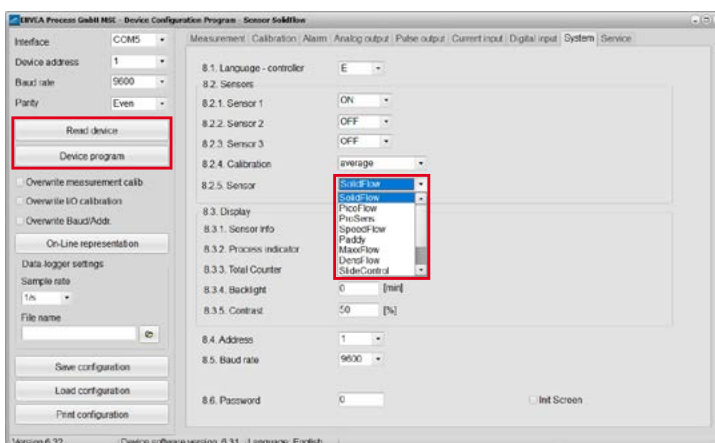 ENVEA Process GmbH MSE - Device Configuration Program - Sensor Solidflow
Interface COM5
Device address 1
Baud rate 9600
Parity Even
Read device
Device program
Overwrite measurement calib.
Overwrite I/O calibration
Overwrite Baud/Addr.
On-Line representation
Data-logger settings
Sample rate
1/s
File name
Save configuration
Load configuration
Print configuration
Measurement Calibration Alarm Analog output Pulse output Current input Digital input System Service
8.1. Language - controller E
8.2. Sensors
8.2.1. Sensor 1 ON
8.2.2. Sensor 2 OFF
8.2.3. Sensor 3 OFF
8.2.4. Calibration average
8.2.5. Sensor SolidFlow
SolidFlow
PicoFlow
ProSens
SpeedFlow
Paddy
MaxxFlow
DensFlow
SlideControl
8.3. Display
8.3.1. Sensor info
8.3.2. Process indicator
8.3.3. Total Counter
8.3.4. Backlight 0 [min]
8.3.5. Contrast 50 [%]
8.4. Address 1
8.5. Baud rate 9600
8.6. Password 0 Init Screen
Version 6.32 Device software version 6.31 Language: English